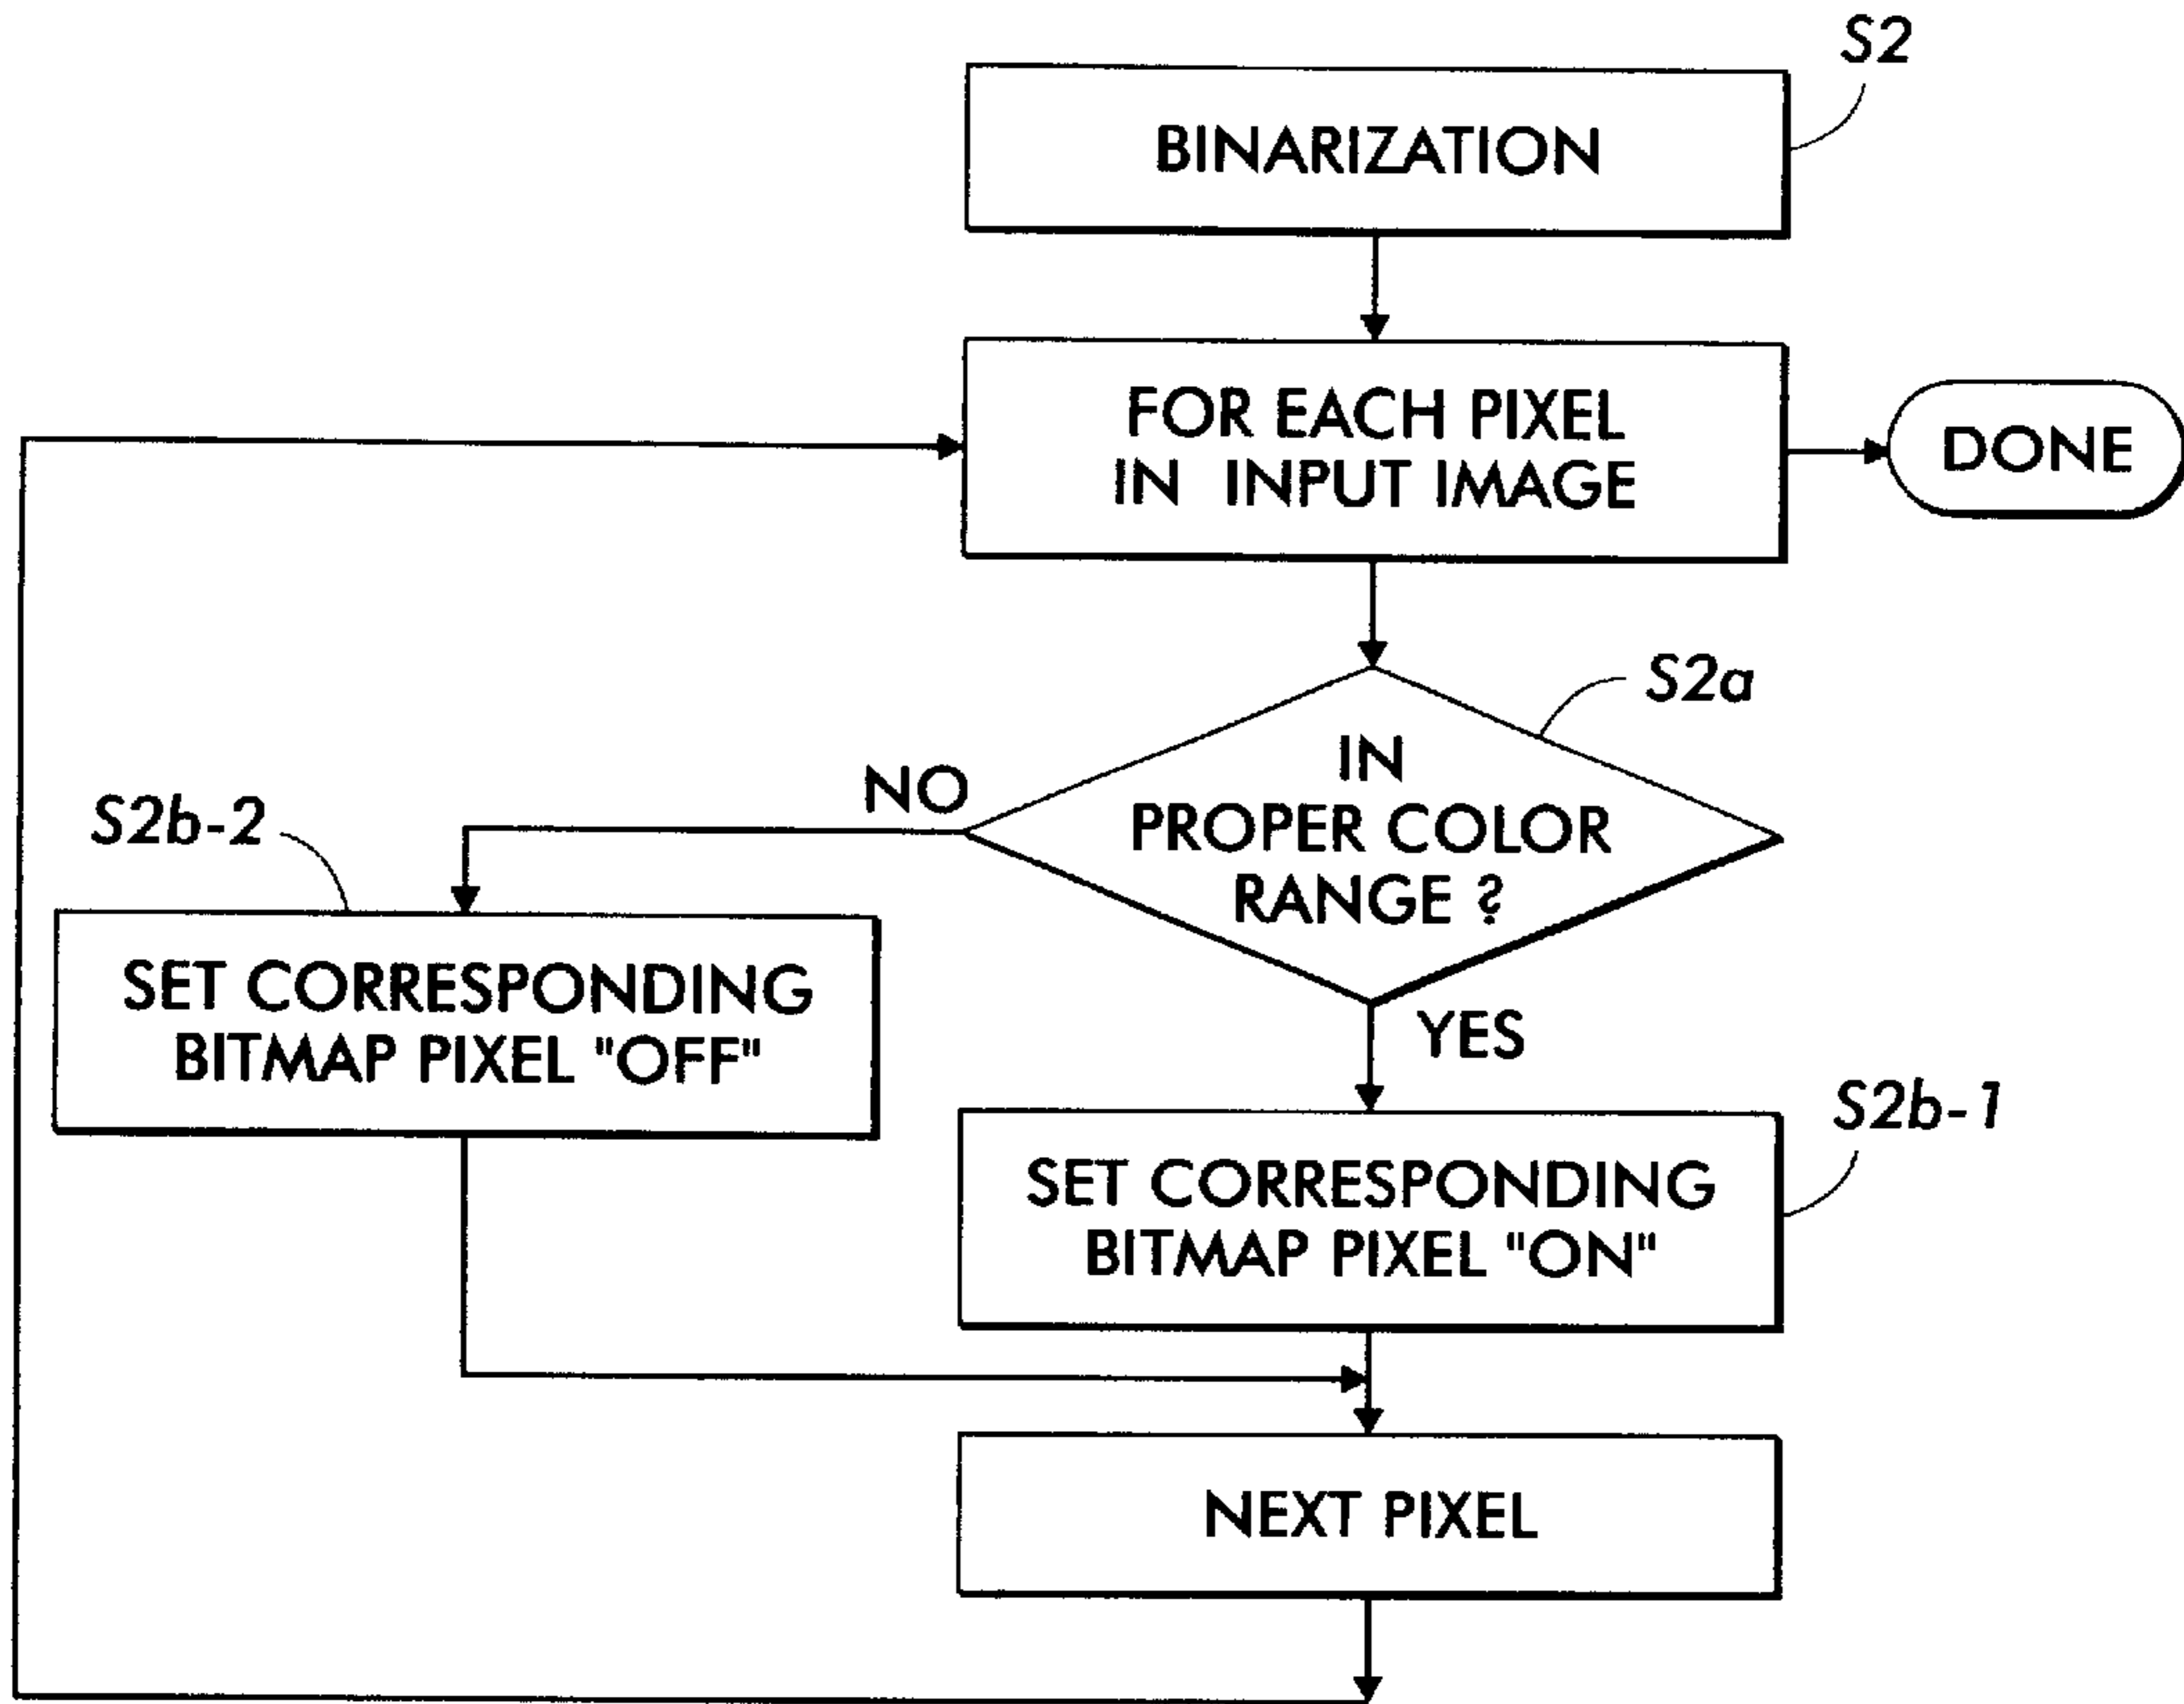 S2
BINARIZATION
FOR EACH PIXEL
IN INPUT IMAGE
DONE
S2a
IN
PROPER COLOR
RANGE ?
NO
YES
S2b-2
SET CORRESPONDING
BITMAP PIXEL "OFF"
S2b-1
SET CORRESPONDING
BITMAP PIXEL "ON"
NEXT PIXEL